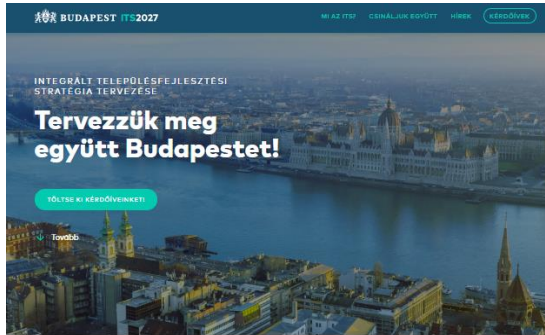 BUDAPEST ITS2027
MI AZ ITS? CSINÁLJUK EGYÜTT HÍREK KÉRDŐÍVEK
INTEGRÁLT TELEPÜLÉSFEJLESZTÉSI
STRATÉGIA TERVEZÉSE
Tervezzük meg
együtt Budapestet!
TÖLTSE KI KÉRDŐÍVEINKET!
Tovább